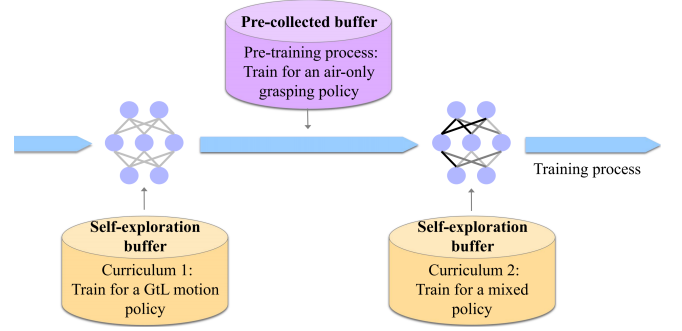 Pre-collected buffer
Pre-training process:
Train for an air-only
grasping policy
Training process
Self-exploration
buffer
Curriculum 1:
Train for a GtL motion
policy
Self-exploration
buffer
Curriculum 2:
Train for a mixed
policy